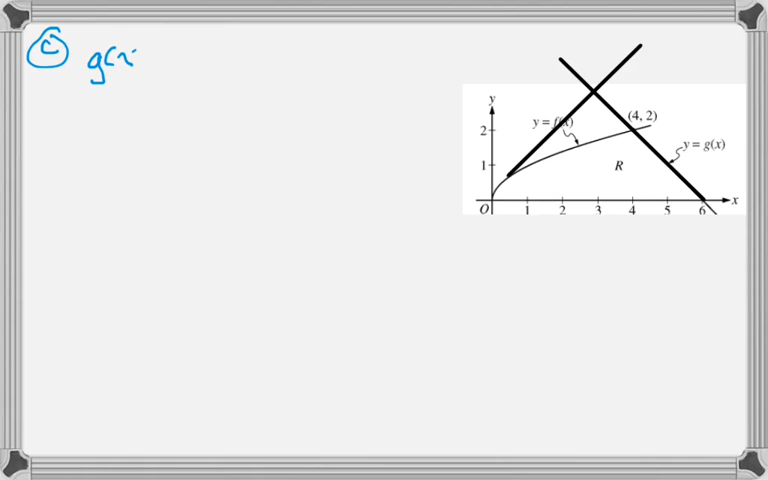 Ⓒ g(x
y
y = f(x)
(4, 2)
2
y = g(x)
1
R
O 1 2 3 4 5 6 x